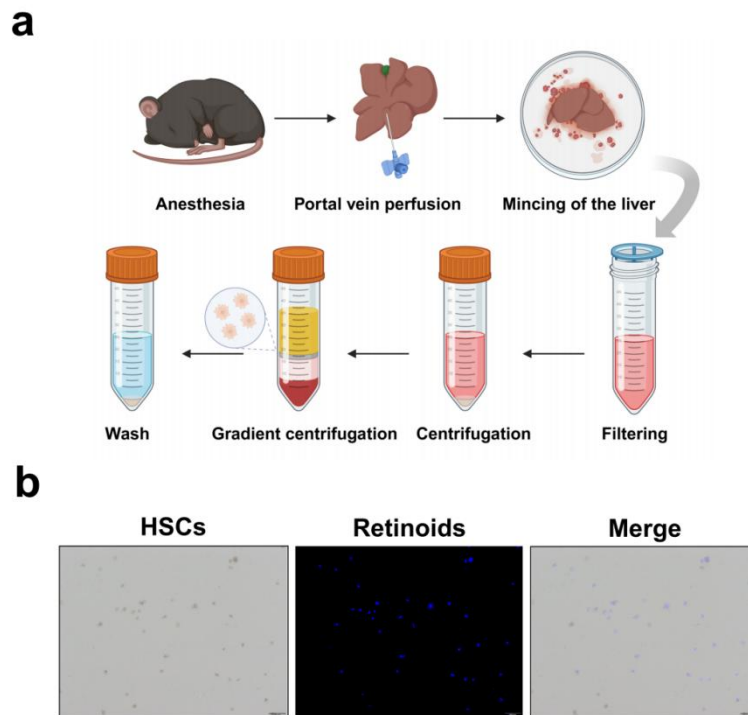 a
Anesthesia
Portal vein perfusion
Mincing of the liver
Wash
Gradient centrifugation
Centrifugation
Filtering
b
HSCs
Retinoids
Merge